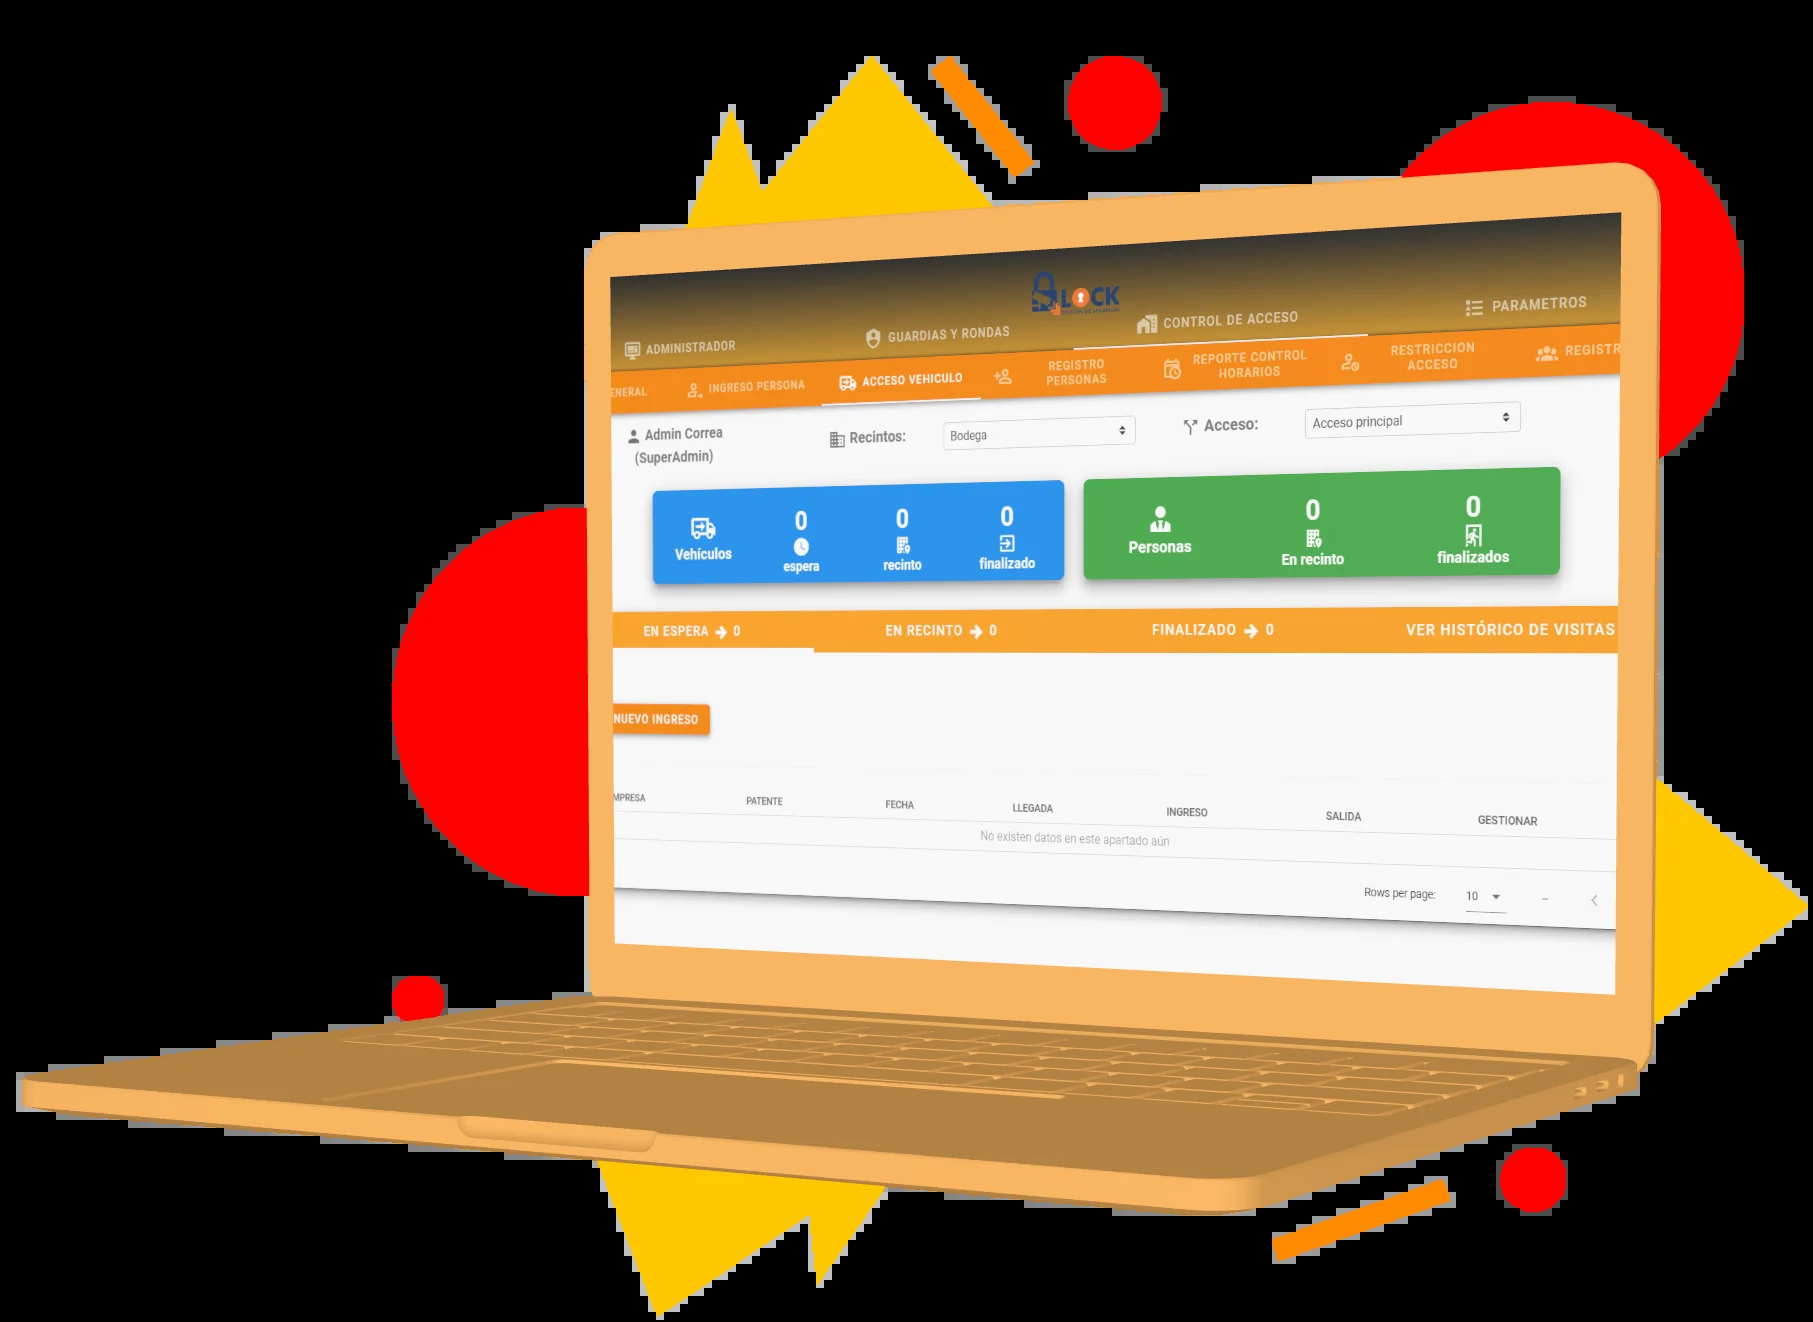 LOCK
ADMINISTRADOR
GUARDIAS Y RONDAS
CONTROL DE ACCESO
PARAMETROS
ENERAL
INGRESO PERSONA
ACCESO VEHICULO
REGISTRO
PERSONAS
REPORTE CONTROL
HORARIOS
RESTRICCION
ACCESO
REGISTR
Admin Correa
(SuperAdmin)
Recintos:
Bodega
Acceso:
Acceso principal
Vehículos
0
espera
0
recinto
0
finalizado
Personas
0
En recinto
0
finalizados
EN ESPERA → 0
EN RECINTO → 0
FINALIZADO → 0
VER HISTÓRICO DE VISITAS
NUEVO INGRESO
MPRESA
PATENTE
FECHA
LLEGADA
INGRESO
SALIDA
GESTIONAR
No existen datos en este apartado aún
Rows per page:
10
–